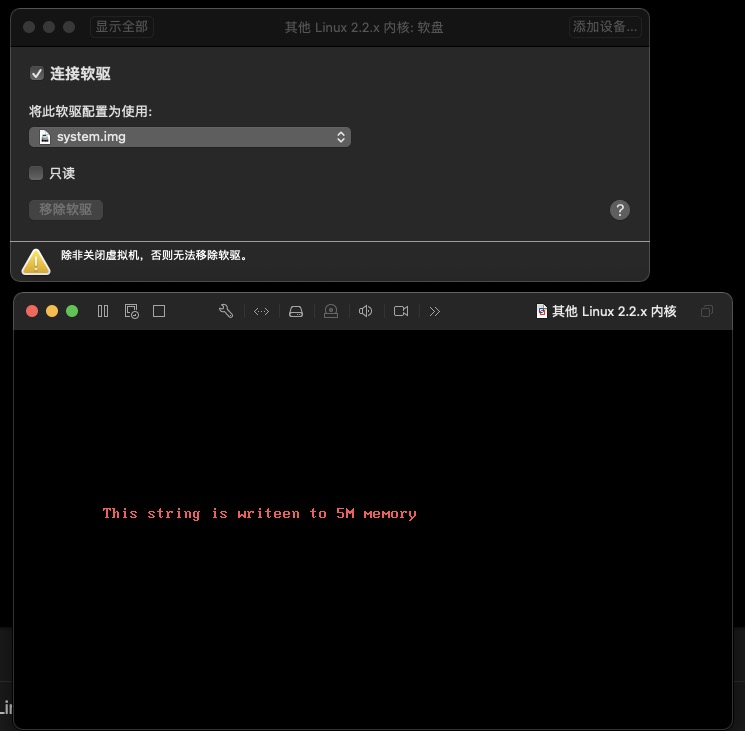 显示全部
其他 Linux 2.2.x 内核: 软盘
添加设备...
连接软驱
将此软驱配置为使用:
system.img
只读
移除软驱
?
除非关闭虚拟机，否则无法移除软驱。
其他 Linux 2.2.x 内核
This string is writeen to 5M memory
Lin